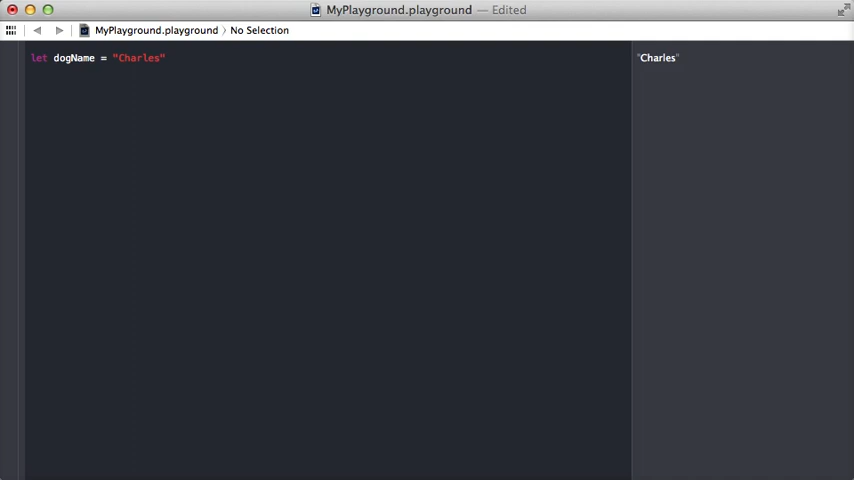 MyPlayground.playground — Edited
MyPlayground.playground 〉 No Selection
let dogName = "Charles"
"Charles"